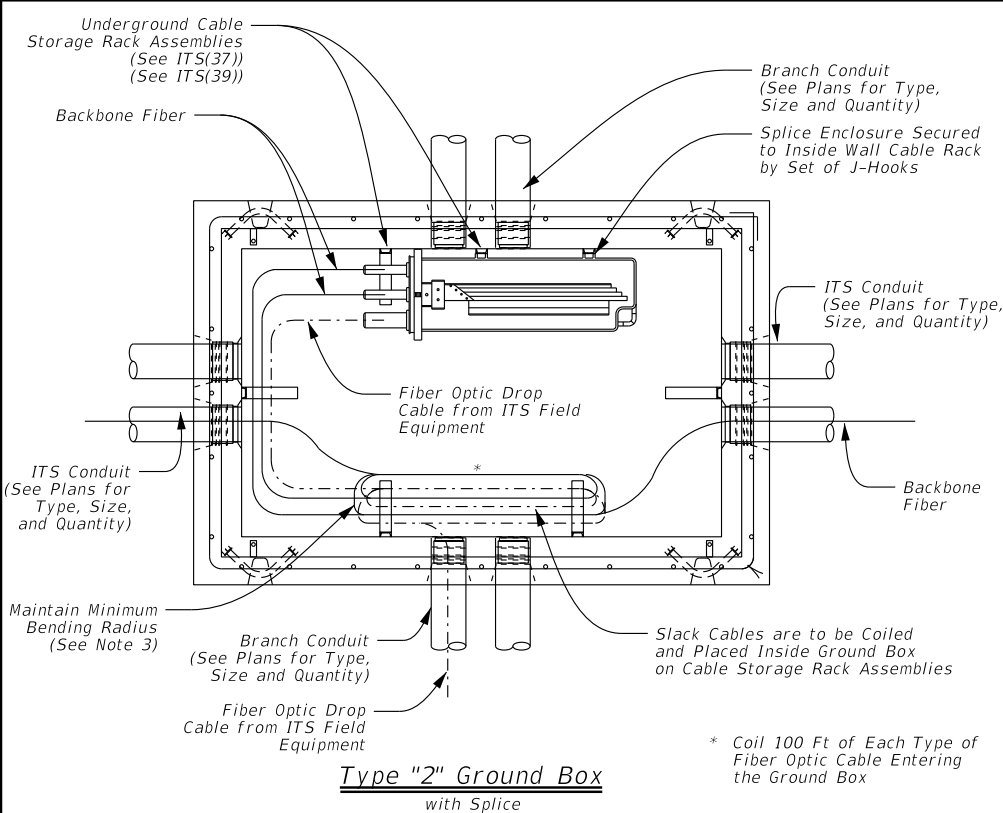 Underground Cable
Storage Rack Assemblies
(See ITS(37))
(See ITS(39))
Backbone Fiber
Branch Conduit
(See Plans for Type,
Size and Quantity)
Splice Enclosure Secured
to Inside Wall Cable Rack
by Set of J-Hooks
ITS Conduit
(See Plans for Type,
Size, and Quantity)
Fiber Optic Drop
Cable from ITS Field
Equipment
*
ITS Conduit
(See Plans for
Type, Size,
and Quantity)
Backbone
Fiber
Maintain Minimum
Bending Radius
(See Note 3)
Branch Conduit
(See Plans for Type,
Size and Quantity)
Slack Cables are to be Coiled
and Placed Inside Ground Box
on Cable Storage Rack Assemblies
Fiber Optic Drop
Cable from ITS Field
Equipment
* Coil 100 Ft of Each Type of
Fiber Optic Cable Entering
the Ground Box
Type "2" Ground Box
with Splice